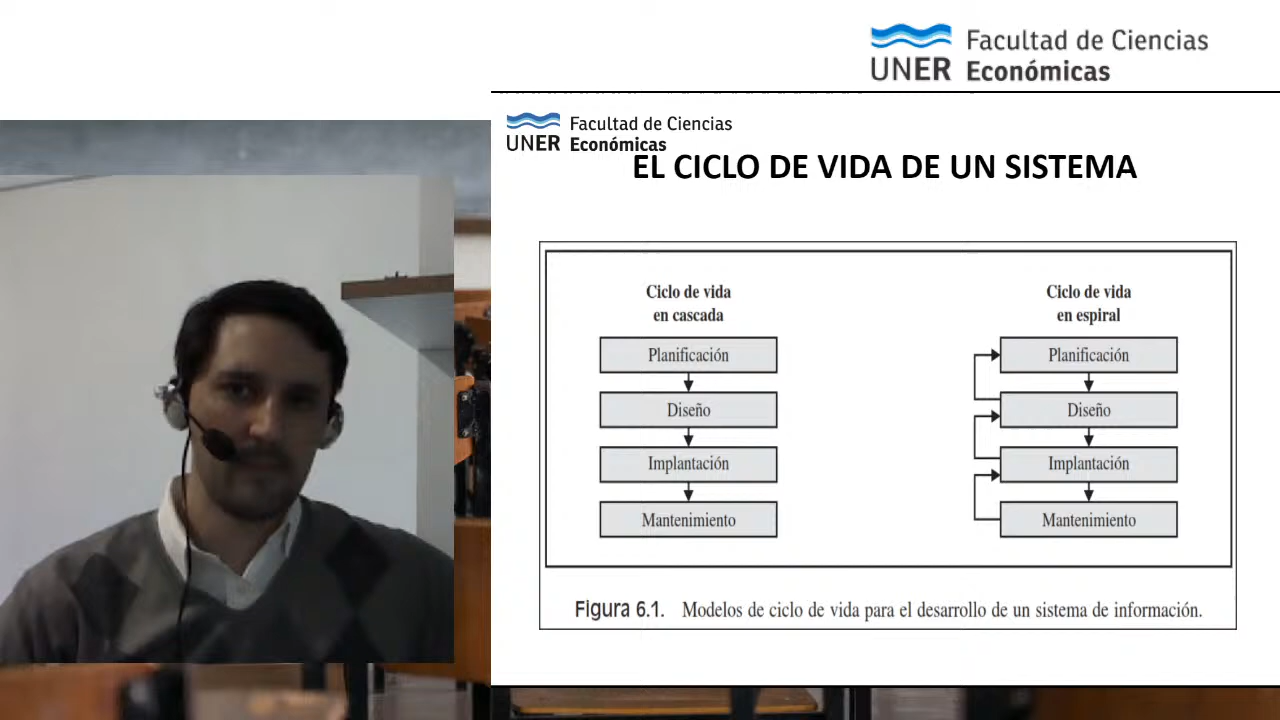 Facultad de Ciencias
UNER Económicas
Facultad de Ciencias
UNER Económicas
EL CICLO DE VIDA DE UN SISTEMA
Ciclo de vida
en cascada
Planificación
Diseño
Implantación
Mantenimiento
Ciclo de vida
en espiral
Planificación
Diseño
Implantación
Mantenimiento
Figura 6.1. Modelos de ciclo de vida para el desarrollo de un sistema de información.